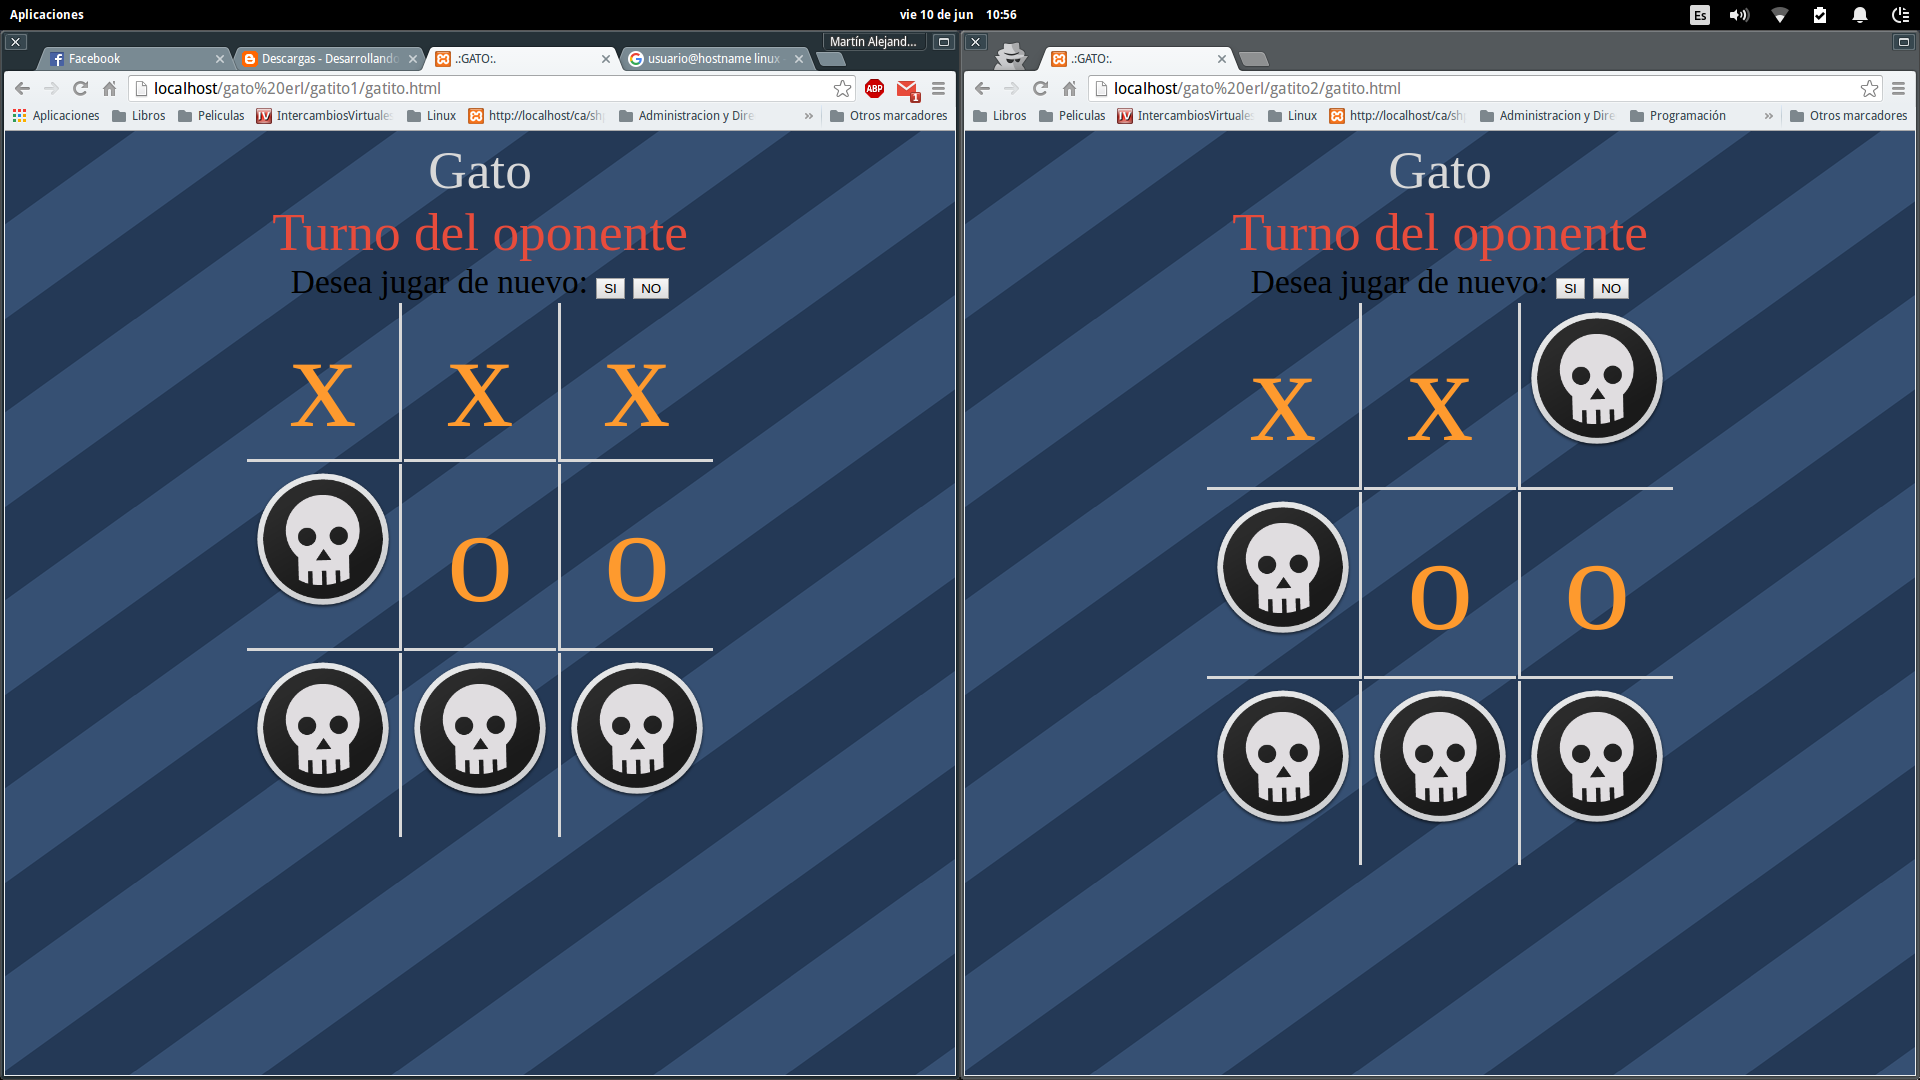 Aplicaciones
vie 10 de jun 10:56
Es
Martín Alejand...
Facebook
Descargas - Desarrollando
.:GATO:.
usuario@hostname linux
localhost/gato%20erl/gatito1/gatito.html
ABP
1
Aplicaciones
Libros
Peliculas
IV IntercambiosVirtuale
Linux
http://localhost/ca/sh
Administracion y Dire
»
Otros marcadores
Gato
Turno del oponente
Desea jugar de nuevo: SI NO
X X X
O O
.:GATO:.
localhost/gato%20erl/gatito2/gatito.html
Libros
Peliculas
IV IntercambiosVirtuale
Linux
http://localhost/ca/sh
Administracion y Dire
Programación
»
Otros marcadores
Gato
Turno del oponente
Desea jugar de nuevo: SI NO
X X
O O